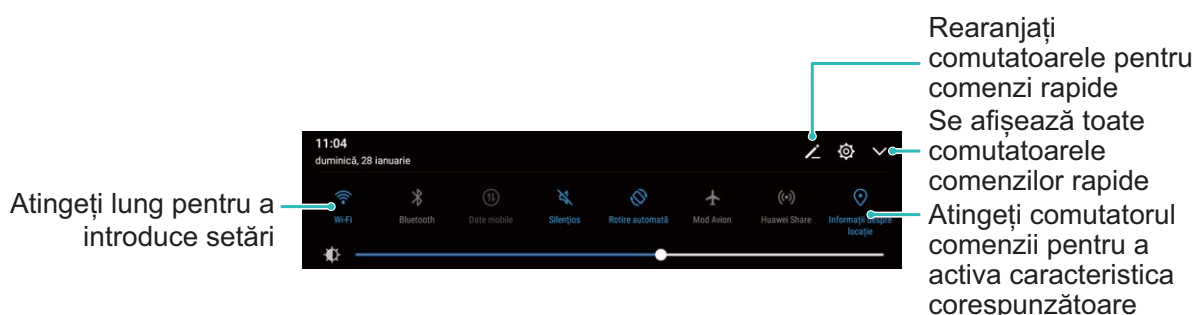 Rearanjați
comutatoarele pentru
comenzi rapide
Se afișează toate
comutatoarele
comenzilor rapide
Atingeți comutatorul
comenzii pentru a
activa caracteristica
corespunzătoare
Atingeți lung pentru a
introduce setări
11:04
duminică, 28 ianuarie
Wi-Fi
Bluetooth
Date mobile
Silențios
Rotire automată
Mod Avion
Huawei Share
Informații despre
locație